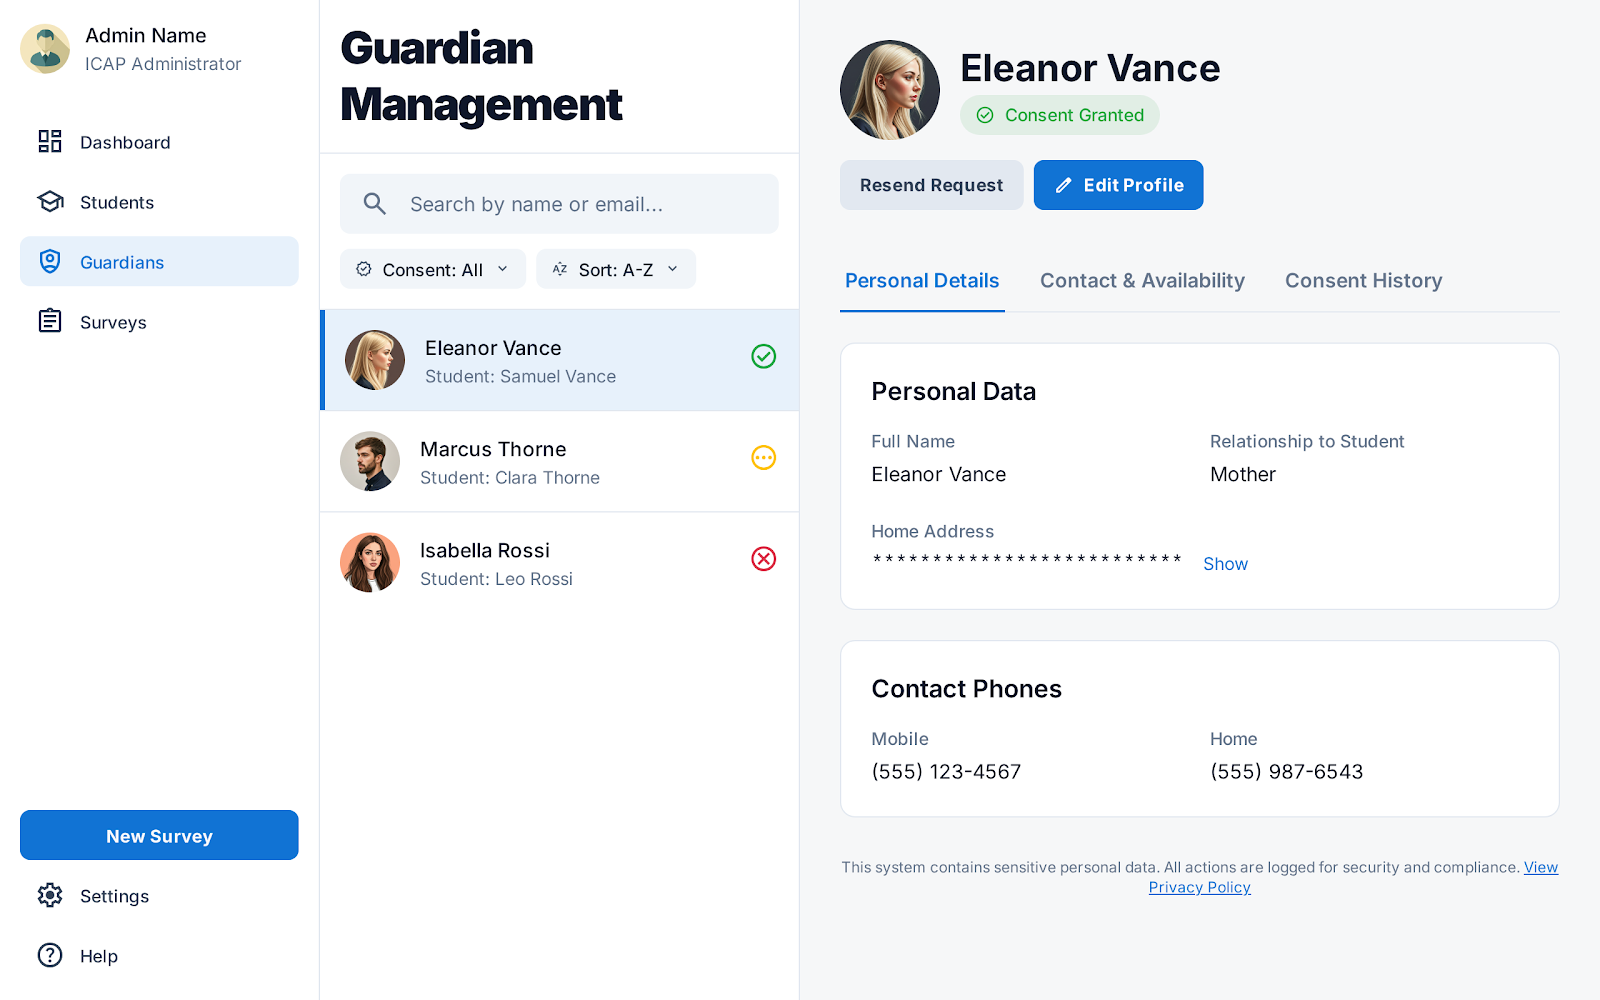 Admin Name
ICAP Administrator
Dashboard
Students
Guardians
Surveys
New Survey
Settings
Help
Guardian
Management
Search by name or email...
Consent: All
AZ Sort: A-Z
Eleanor Vance
Student: Samuel Vance
Marcus Thorne
Student: Clara Thorne
Isabella Rossi
Student: Leo Rossi
Eleanor Vance
Consent Granted
Resend Request
Edit Profile
Personal Details
Contact & Availability
Consent History
Personal Data
Full Name
Relationship to Student
Eleanor Vance
Mother
Home Address
************************** Show
Contact Phones
Mobile
Home
(555) 123-4567
(555) 987-6543
This system contains sensitive personal data. All actions are logged for security and compliance. View
Privacy Policy